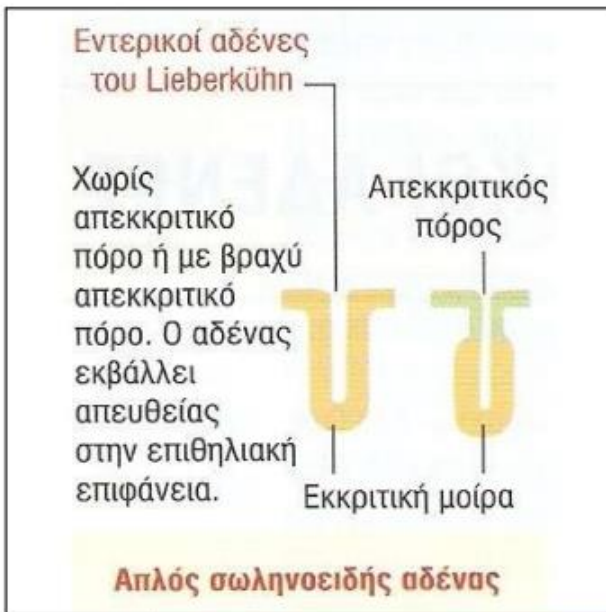 Εντερικοί αδένες
του Lieberkühn
Χωρίς
απεκκριτικό
πόρο ή με βραχύ
απεκκριτικό
πόρο. Ο αδένας
εκβάλλει
απευθείας
στην επιθηλιακή
επιφάνεια.
Απεκκριτικός
πόρος
Εκκριτική μοίρα
Απλός σωληνοειδής αδένας